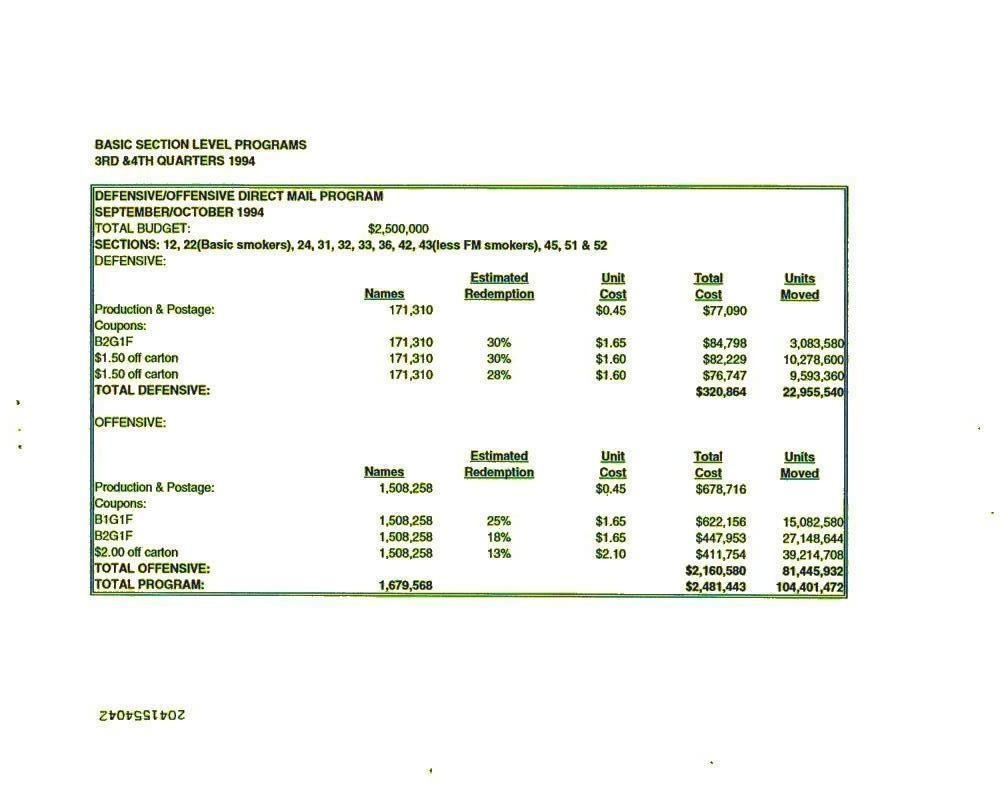 BASIC SECTION LEVEL PROGRAMS
3RD &4TH QUARTERS 1994
DEFENSIVE/OFFENSIVE DIRECT MAIL PROGRAM
SEPTEMBER/OCTOBER 1994
TOTAL BUDGET: $2,500,000
SECTIONS: 12, 22(Basic smokers), 24, 31, 32, 33, 36, 42, 43(less FM smokers), 45, 51 & 52
DEFENSIVE:
Estimated Unit Total Units
Names Redemption Cost Cost Moved
Production & Postage: 171,310 $0.45 $77,090
Coupons:
B2G1F 171,310 30% $1.65 $84,798 3,083,580
$1.50 off carton 171,310 30% $1.60 $82,229 10,278,600
$1.50 off carton 171,310 28% $1.60 $76,747 9,593,360
TOTAL DEFENSIVE: $320,864 22,955,540
OFFENSIVE:
Estimated Unit Total Units
Names Redemption Cost Cost Moved
Production & Postage: 1,508,258 $0.45 $678,716
Coupons:
B1G1F 1,508,258 25% $1.65 $622,156 15,082,580
B2G1F 1,508,258 18% $1.65 $447,953 27,148,644
$2.00 off carton 1,508,258 13% $2.10 $411,754 39,214,708
TOTAL OFFENSIVE: $2,160,580 81,445,932
TOTAL PROGRAM: 1,679,568 $2,481,443 104,401,472
2041554042